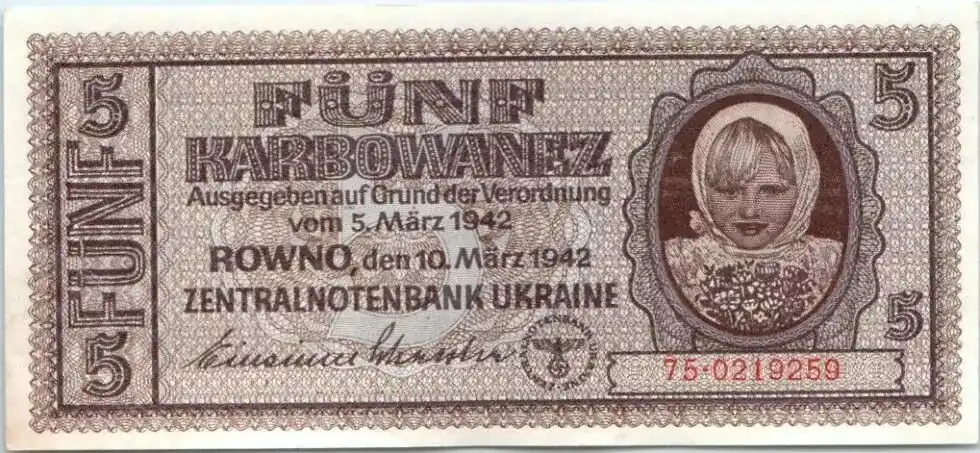 5 FÜNF 5
FÜNF
KARBOWANEZ
Ausgegeben auf Grund der Verordnung
vom 5. März 1942
ROWNO, den 10. März 1942
ZENTRALNOTENBANK UKRAINE
5
5
75·0219259